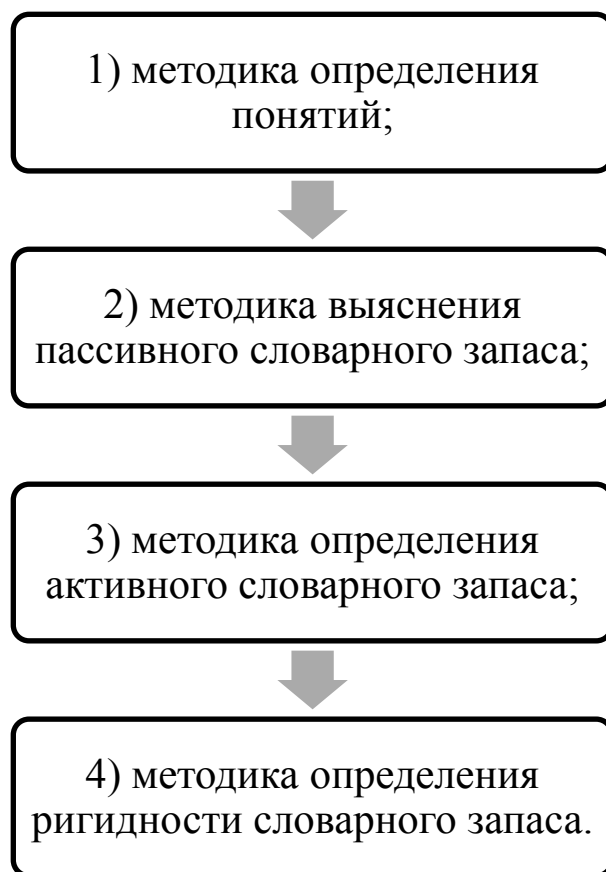 1) методика определения
понятий;
2) методика выяснения
пассивного словарного запаса;
3) методика определения
активного словарного запаса;
4) методика определения
ригидности словарного запаса.